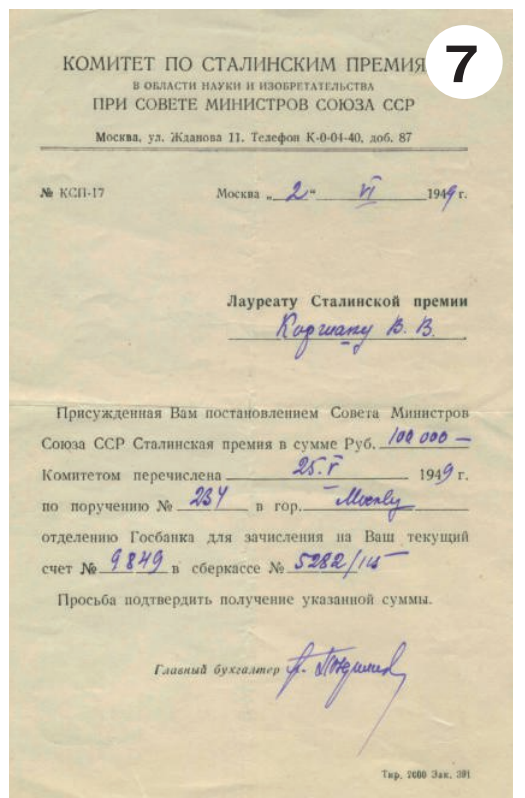 7
КОМИТЕТ ПО СТАЛИНСКИМ ПРЕМИЯ
В ОБЛАСТИ НАУКИ И ИЗОБРЕТАТЕЛЬСТВА
ПРИ СОВЕТЕ МИНИСТРОВ СОЮЗА ССР
Москва, ул. Жданова 11. Телефон К-0-04-40, доб. 87
№ КСП-17 Москва „2“ VI 1949 г.
Лауреату Сталинской премии
В. В.
Присужденная Вам постановлением Совета Министров
Союза ССР Сталинская премия в сумме Руб. 100 000 —
Комитетом перечислена 25.V 1949 г.
по поручению № 234 в гор. Москву
отделению Госбанка для зачисления на Ваш текущий
счет № 9849 в сберкассе № 5282/
Просьба подтвердить получение указанной суммы.
Главный бухгалтер
Тир. 2000 Зак. 391